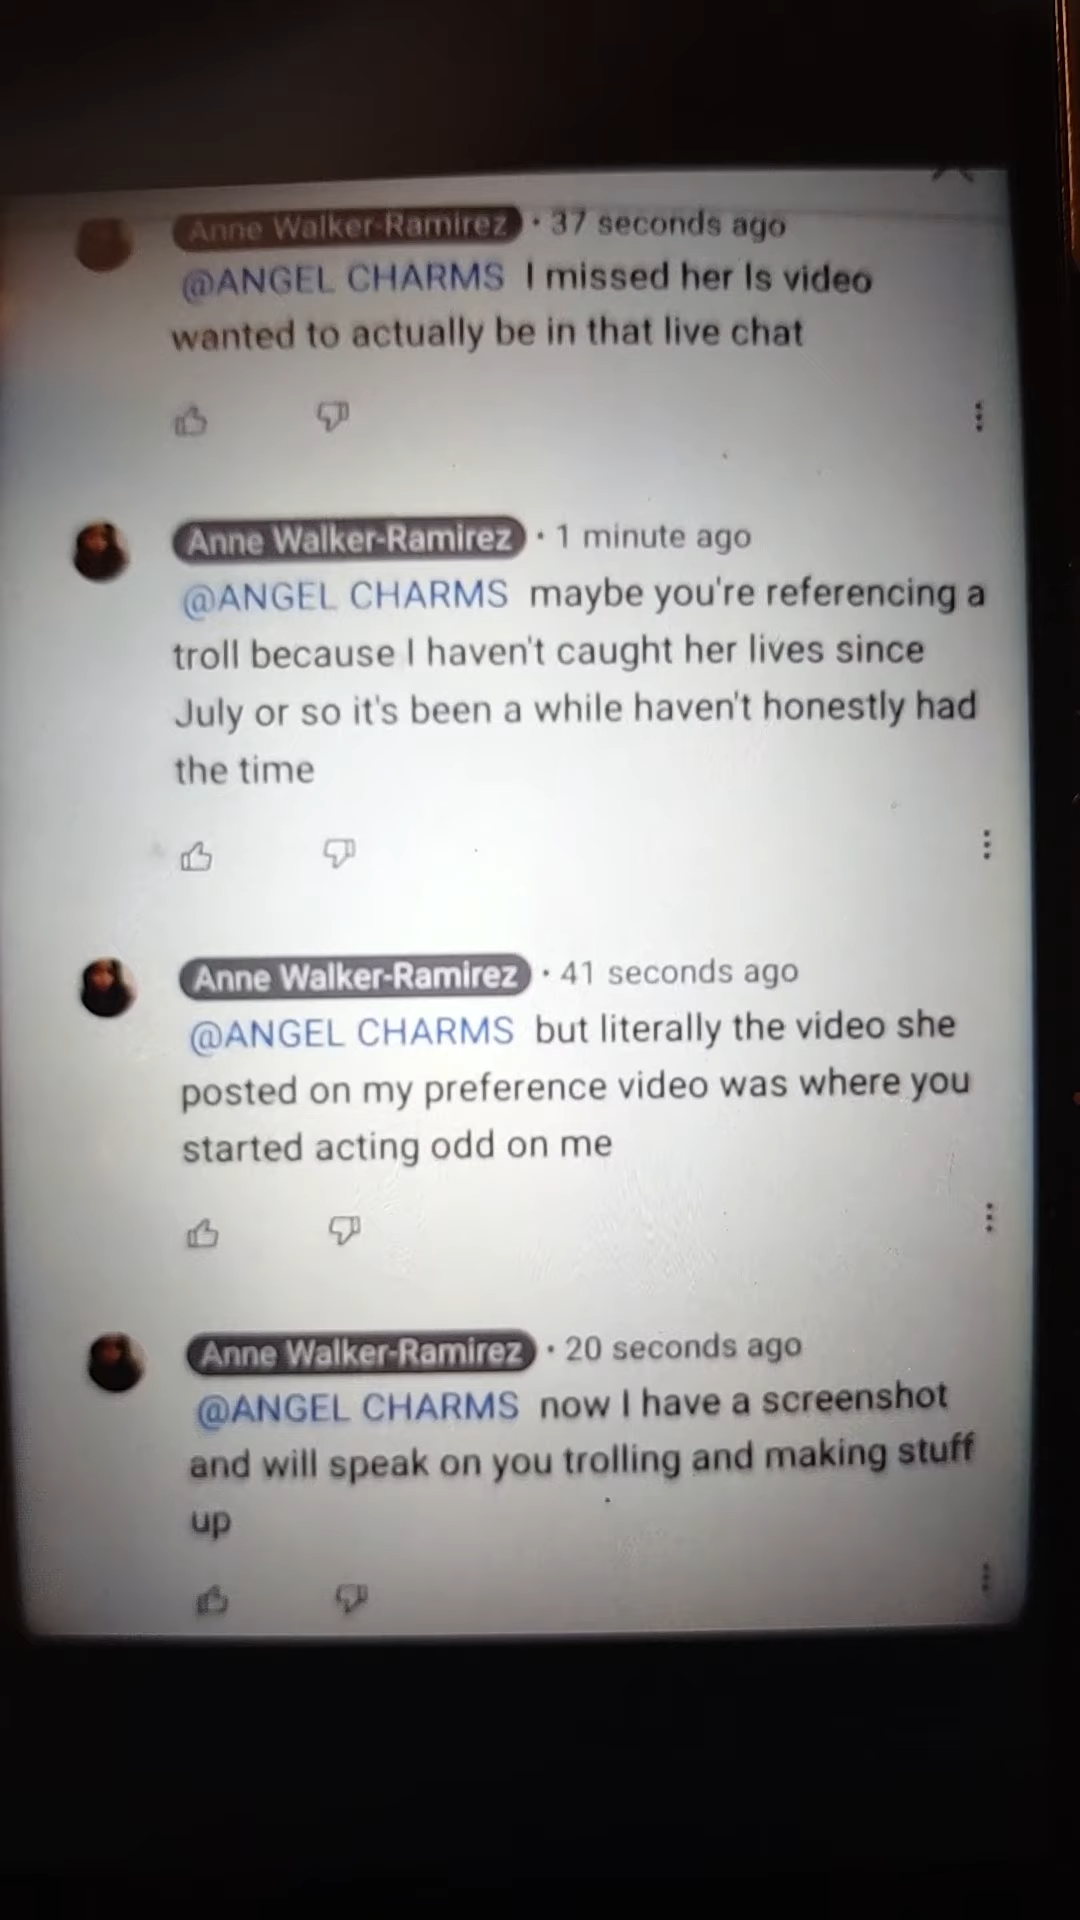 Anne Walker-Ramirez · 37 seconds ago
@ANGEL CHARMS I missed her ls video
wanted to actually be in that live chat
Anne Walker-Ramirez · 1 minute ago
@ANGEL CHARMS maybe you're referencing a
troll because I haven't caught her lives since
July or so it's been a while haven't honestly had
the time
Anne Walker-Ramirez · 41 seconds ago
@ANGEL CHARMS but literally the video she
posted on my preference video was where you
started acting odd on me
Anne Walker-Ramirez · 20 seconds ago
@ANGEL CHARMS now I have a screenshot
and will speak on you trolling and making stuff
up